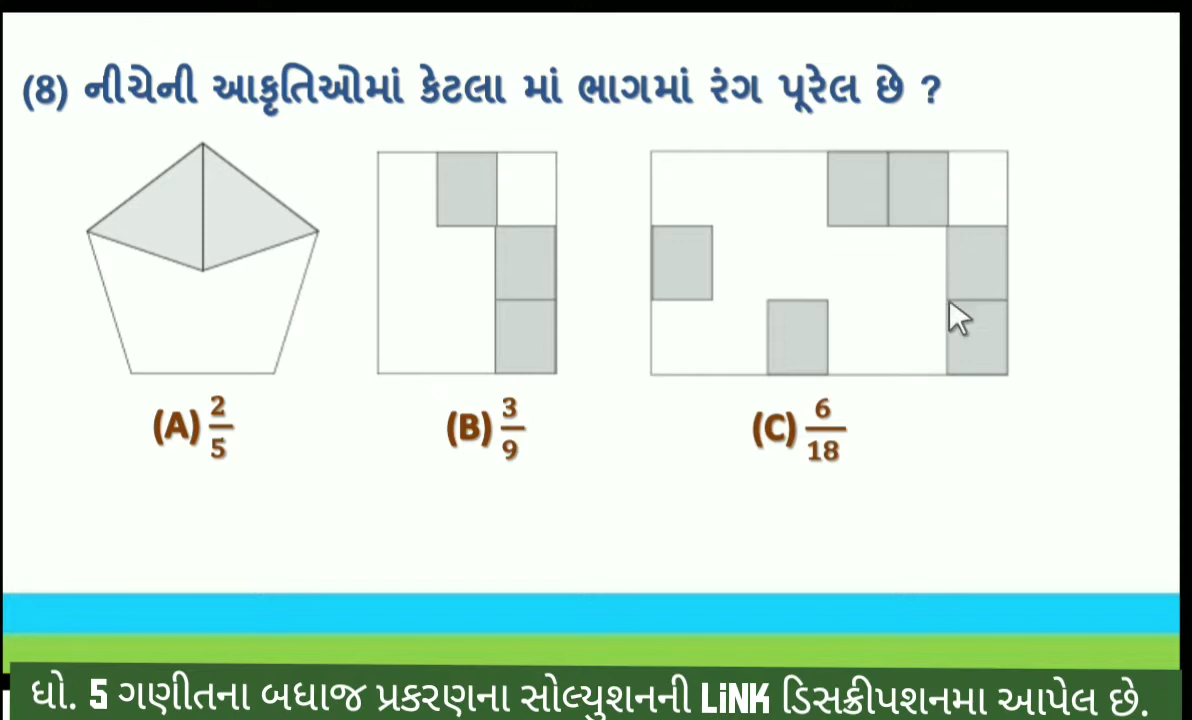 (8) નીચેની આકૃતિઓમાં કેટલા માં ભાગમાં રંગ પૂરેલ છે ?
(A) 2/5 (B) 3/9 (C) 6/18
ધો. 5 ગણીતના બધાજ પ્રકરણના સોલ્યુશનની LiNK ડિસક્રીપશનમા આપેલ છે.